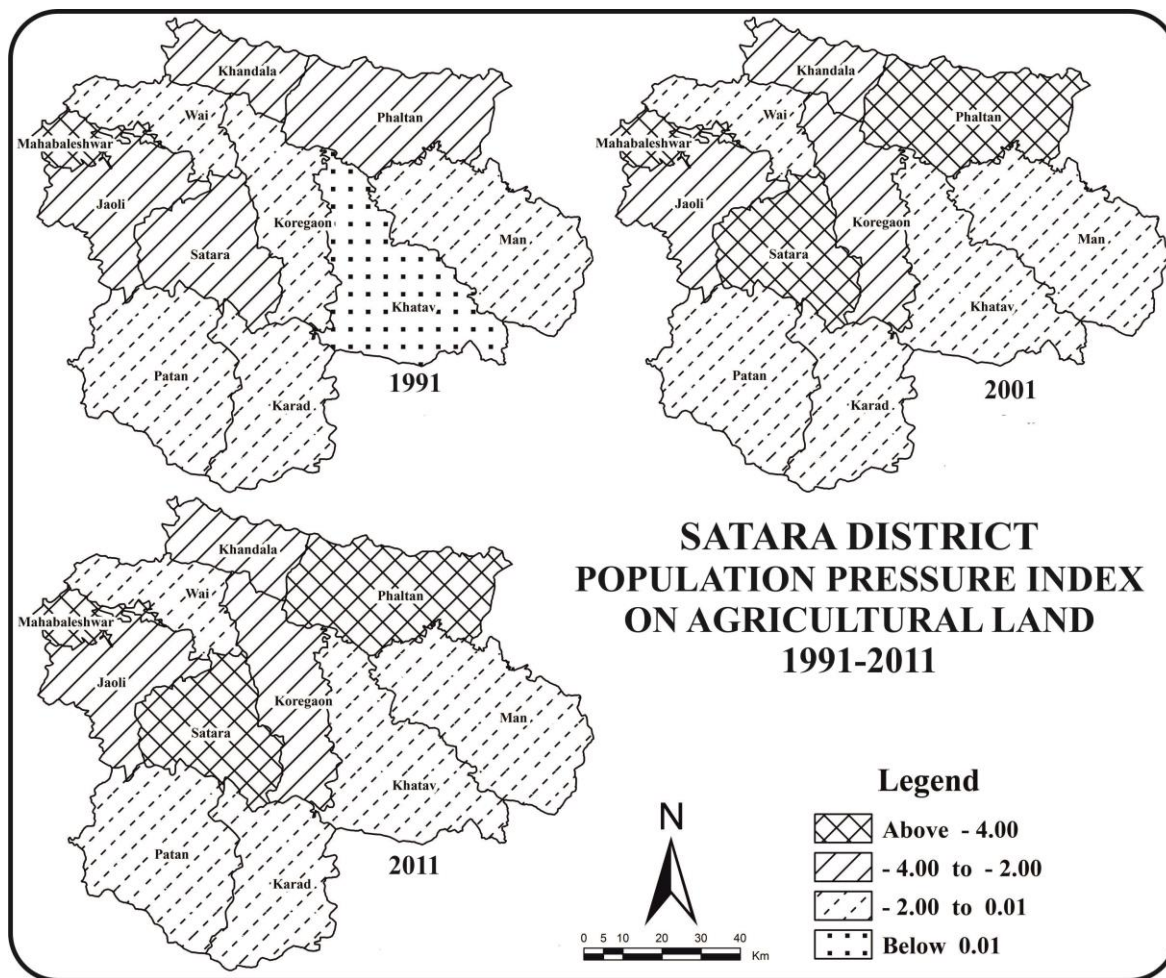 Khandala
Phaltan
Wai
Mahabaleshwar
Jaoli
Koregaon
Man
Satara
Khatav
Patan
Karad
1991
Khandala
Phaltan
Wai
Mahabaleshwar
Jaoli
Koregaon
Man
Satara
Khatav
Patan
Karad
2001
Khandala
Phaltan
Wai
Mahabaleshwar
Jaoli
Koregaon
Man
Satara
Khatav
Patan
Karad
2011
SATARA DISTRICT
POPULATION PRESSURE INDEX
ON AGRICULTURAL LAND
1991-2011
N
0 5 10 20 30 40
Km
Legend
Above - 4.00
- 4.00 to - 2.00
- 2.00 to 0.01
Below 0.01